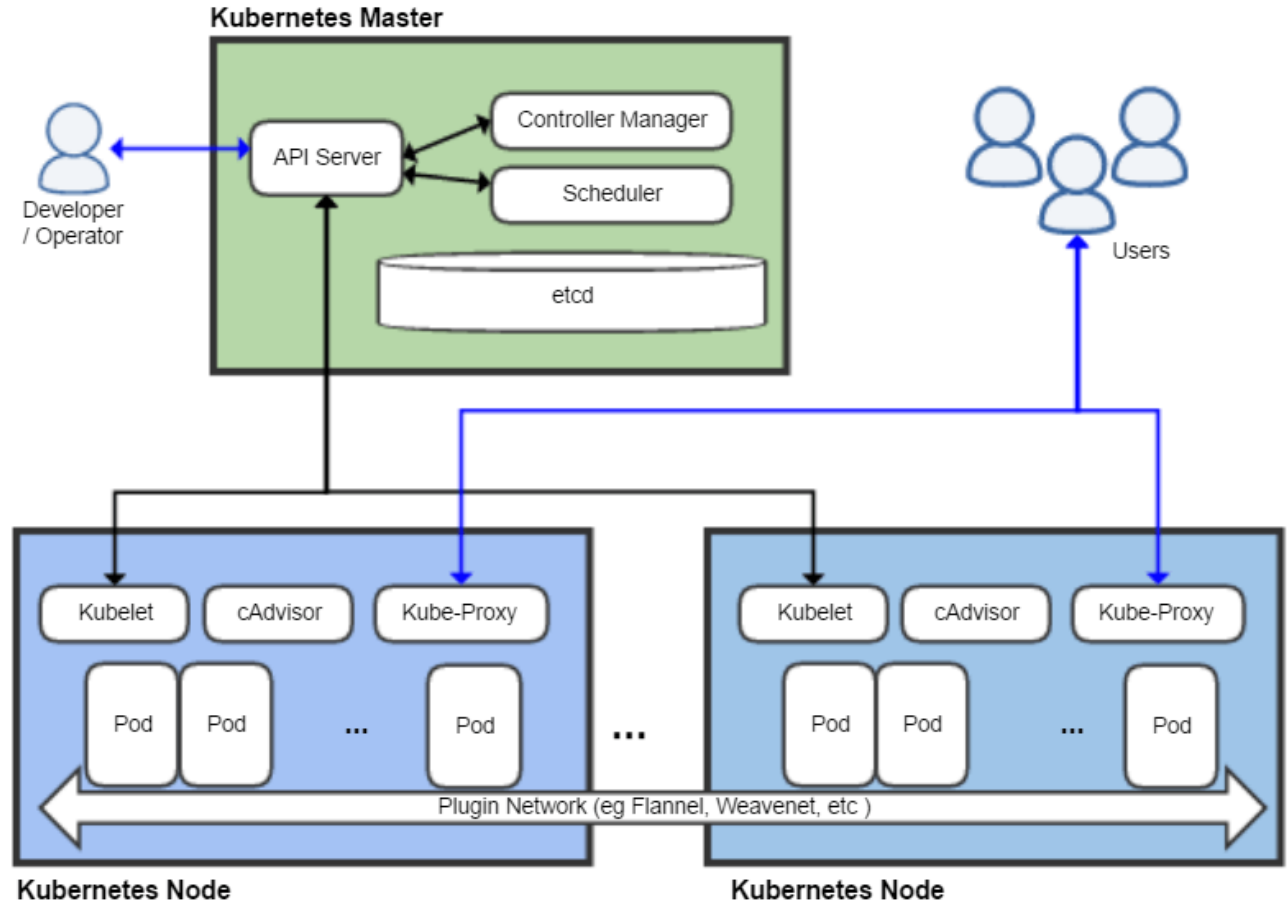 Kubernetes Master
Controller Manager
API Server
Scheduler
Developer
/ Operator
Users
etcd
Kubelet
cAdvisor
Kube-Proxy
Kubelet
cAdvisor
Kube-Proxy
Pod
Pod
...
Pod
...
Pod
Pod
...
Pod
Plugin Network (eg Flannel, Weavenet, etc )
Kubernetes Node
Kubernetes Node